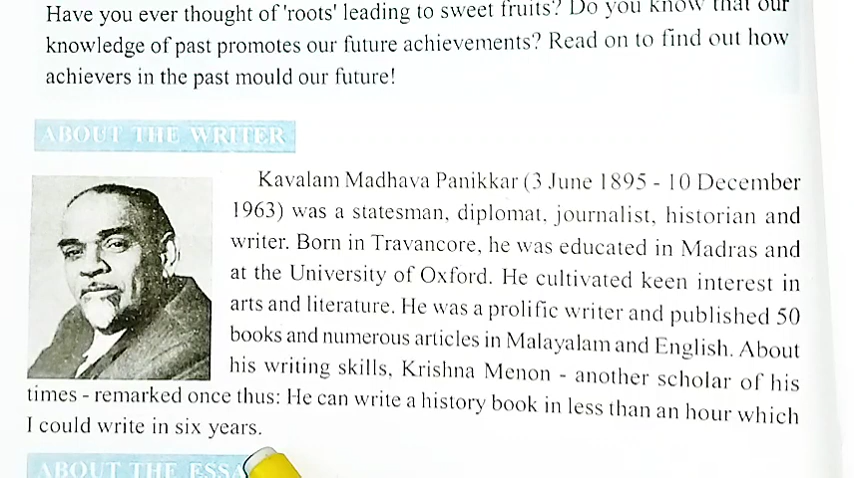 Have you ever thought of 'roots' leading to sweet fruits? Do you know that our
knowledge of past promotes our future achievements? Read on to find out how
achievers in the past mould our future!
ABOUT THE WRITER
Kavalam Madhava Panikkar (3 June 1895 - 10 December
1963) was a statesman, diplomat, journalist, historian and
writer. Born in Travancore, he was educated in Madras and
at the University of Oxford. He cultivated keen interest in
arts and literature. He was a prolific writer and published 50
books and numerous articles in Malayalam and English. About
his writing skills, Krishna Menon - another scholar of his
times - remarked once thus: He can write a history book in less than an hour which
I could write in six years.
ABOUT THE ESSA